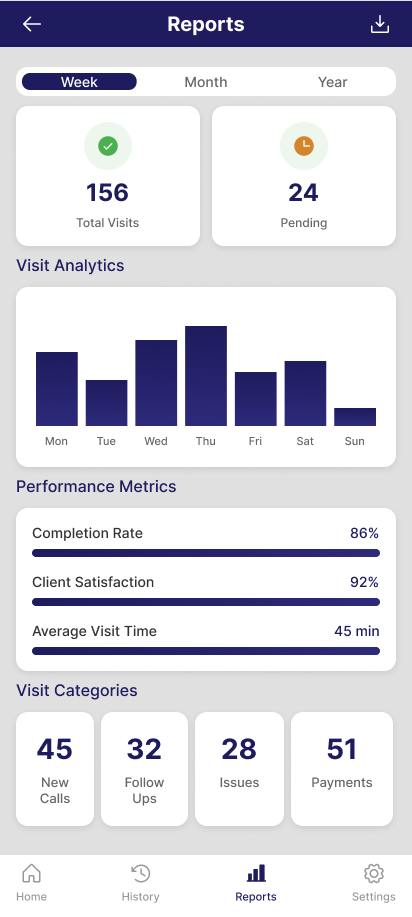 Reports
Week Month Year
156 24
Total Visits Pending
Visit Analytics
Mon Tue Wed Thu Fri Sat Sun
Performance Metrics
Completion Rate 86%
Client Satisfaction 92%
Average Visit Time 45 min
Visit Categories
45 32 28 51
New Follow Issues Payments
Calls Ups
Home History Reports Settings